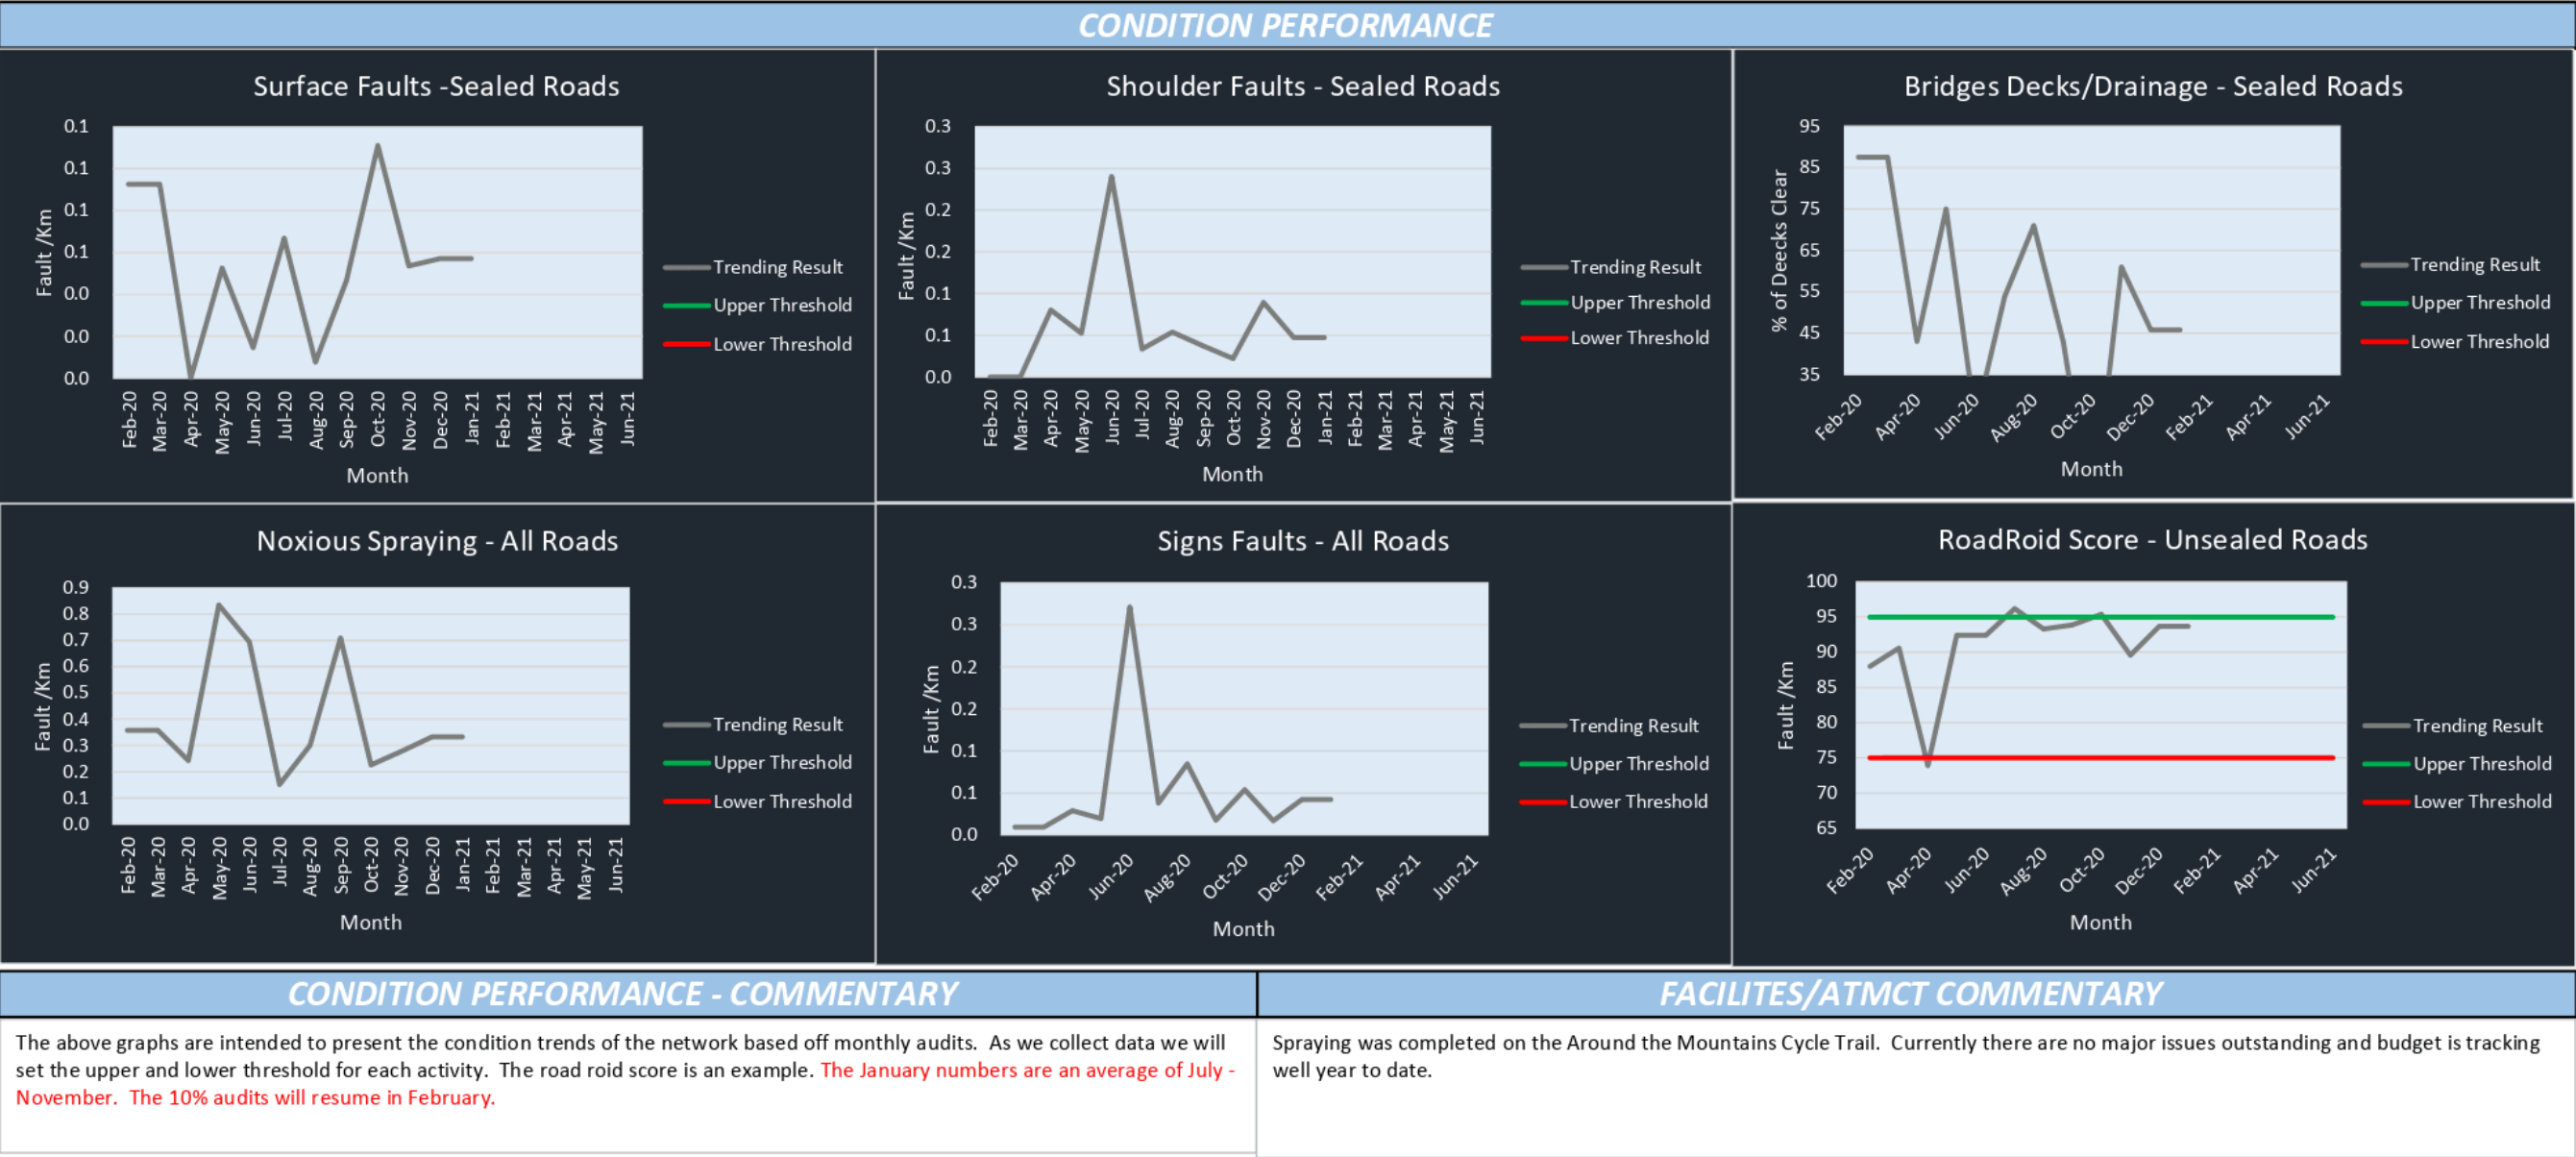 CONDITION PERFORMANCE
Surface Faults -Sealed Roads
0.1
0.1
0.1
0.1
0.0
0.0
0.0
Fault /Km
Feb-20
Mar-20
Apr-20
May-20
Jun-20
Jul-20
Aug-20
Sep-20
Oct-20
Nov-20
Dec-20
Jan-21
Feb-21
Mar-21
Apr-21
May-21
Jun-21
Month
Trending Result
Upper Threshold
Lower Threshold
Shoulder Faults - Sealed Roads
0.3
0.3
0.2
0.2
0.1
0.1
0.0
Fault /Km
Feb-20
Mar-20
Apr-20
May-20
Jun-20
Jul-20
Aug-20
Sep-20
Oct-20
Nov-20
Dec-20
Jan-21
Feb-21
Mar-21
Apr-21
May-21
Jun-21
Month
Trending Result
Upper Threshold
Lower Threshold
Bridges Decks/Drainage - Sealed Roads
95
85
75
65
55
45
35
% of Deecks Clear
Feb-20
Apr-20
Jun-20
Aug-20
Oct-20
Dec-20
Feb-21
Apr-21
Jun-21
Month
Trending Result
Upper Threshold
Lower Threshold
Noxious Spraying - All Roads
0.9
0.8
0.7
0.6
0.5
0.4
0.3
0.2
0.1
0.0
Fault /Km
Feb-20
Mar-20
Apr-20
May-20
Jun-20
Jul-20
Aug-20
Sep-20
Oct-20
Nov-20
Dec-20
Jan-21
Feb-21
Mar-21
Apr-21
May-21
Jun-21
Month
Trending Result
Upper Threshold
Lower Threshold
Signs Faults - All Roads
0.3
0.3
0.2
0.2
0.1
0.1
0.0
Fault /Km
Feb-20
Apr-20
Jun-20
Aug-20
Oct-20
Dec-20
Feb-21
Apr-21
Jun-21
Month
Trending Result
Upper Threshold
Lower Threshold
RoadRoid Score - Unsealed Roads
100
95
90
85
80
75
70
65
Fault /Km
Feb-20
Apr-20
Jun-20
Aug-20
Oct-20
Dec-20
Feb-21
Apr-21
Jun-21
Month
Trending Result
Upper Threshold
Lower Threshold
CONDITION PERFORMANCE - COMMENTARY
The above graphs are intended to present the condition trends of the network based off monthly audits. As we collect data we will
set the upper and lower threshold for each activity. The road roid score is an example. The January numbers are an average of July -
November. The 10% audits will resume in February.
FACILITES/ATMCT COMMENTARY
Spraying was completed on the Around the Mountains Cycle Trail. Currently there are no major issues outstanding and budget is tracking
well year to date.